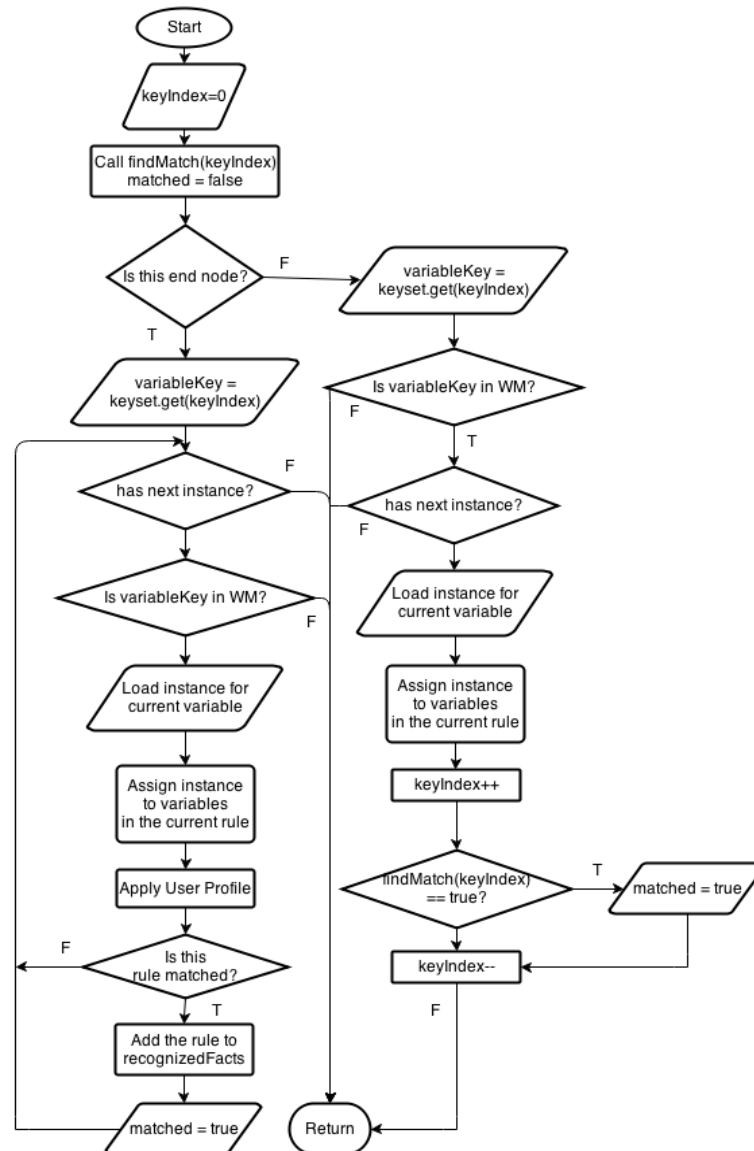 Start
keyIndex=0
Call findMatch(keyIndex)
matched = false
Is this end node?
F
T
variableKey =
keyset.get(keyIndex)
Is variableKey in WM?
F
T
variableKey =
keyset.get(keyIndex)
has next instance?
F
has next instance?
F
Is variableKey in WM?
F
Load instance for
current variable
Load instance for
current variable
Assign instance
to variables
in the current rule
Assign instance
to variables
in the current rule
keyIndex++
Apply User Profile
findMatch(keyIndex)
== true?
T
matched = true
Is this
rule matched?
F
T
keyIndex--
F
Add the rule to
recognizedFacts
matched = true
Return